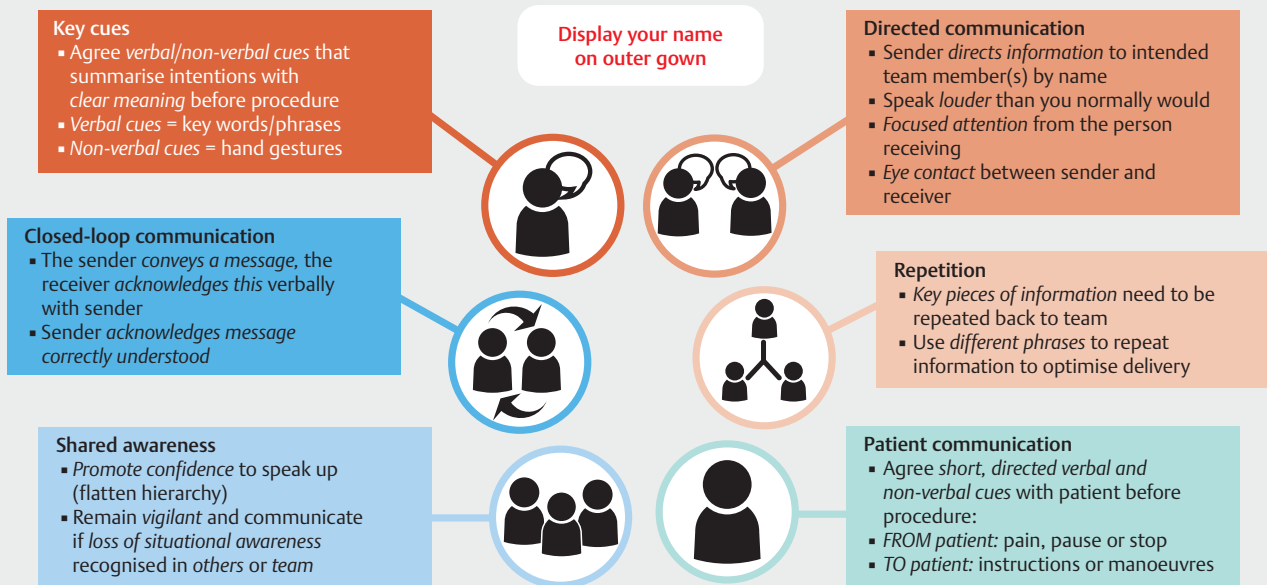 Key cues
▪ Agree verbal/non-verbal cues that
summarise intentions with
clear meaning before procedure
▪ Verbal cues = key words/phrases
▪ Non-verbal cues = hand gestures
Display your name
on outer gown
Directed communication
▪ Sender directs information to intended
team member(s) by name
▪ Speak louder than you normally would
▪ Focused attention from the person
receiving
▪ Eye contact between sender and
receiver
Closed-loop communication
▪ The sender conveys a message, the
receiver acknowledges this verbally
with sender
▪ Sender acknowledges message
correctly understood
Repetition
▪ Key pieces of information need to be
repeated back to team
▪ Use different phrases to repeat
information to optimise delivery
Shared awareness
▪ Promote confidence to speak up
(flatten hierarchy)
▪ Remain vigilant and communicate
if loss of situational awareness
recognised in others or team
Patient communication
▪ Agree short, directed verbal and
non-verbal cues with patient before
procedure:
▪ FROM patient: pain, pause or stop
▪ TO patient: instructions or manoeuvres